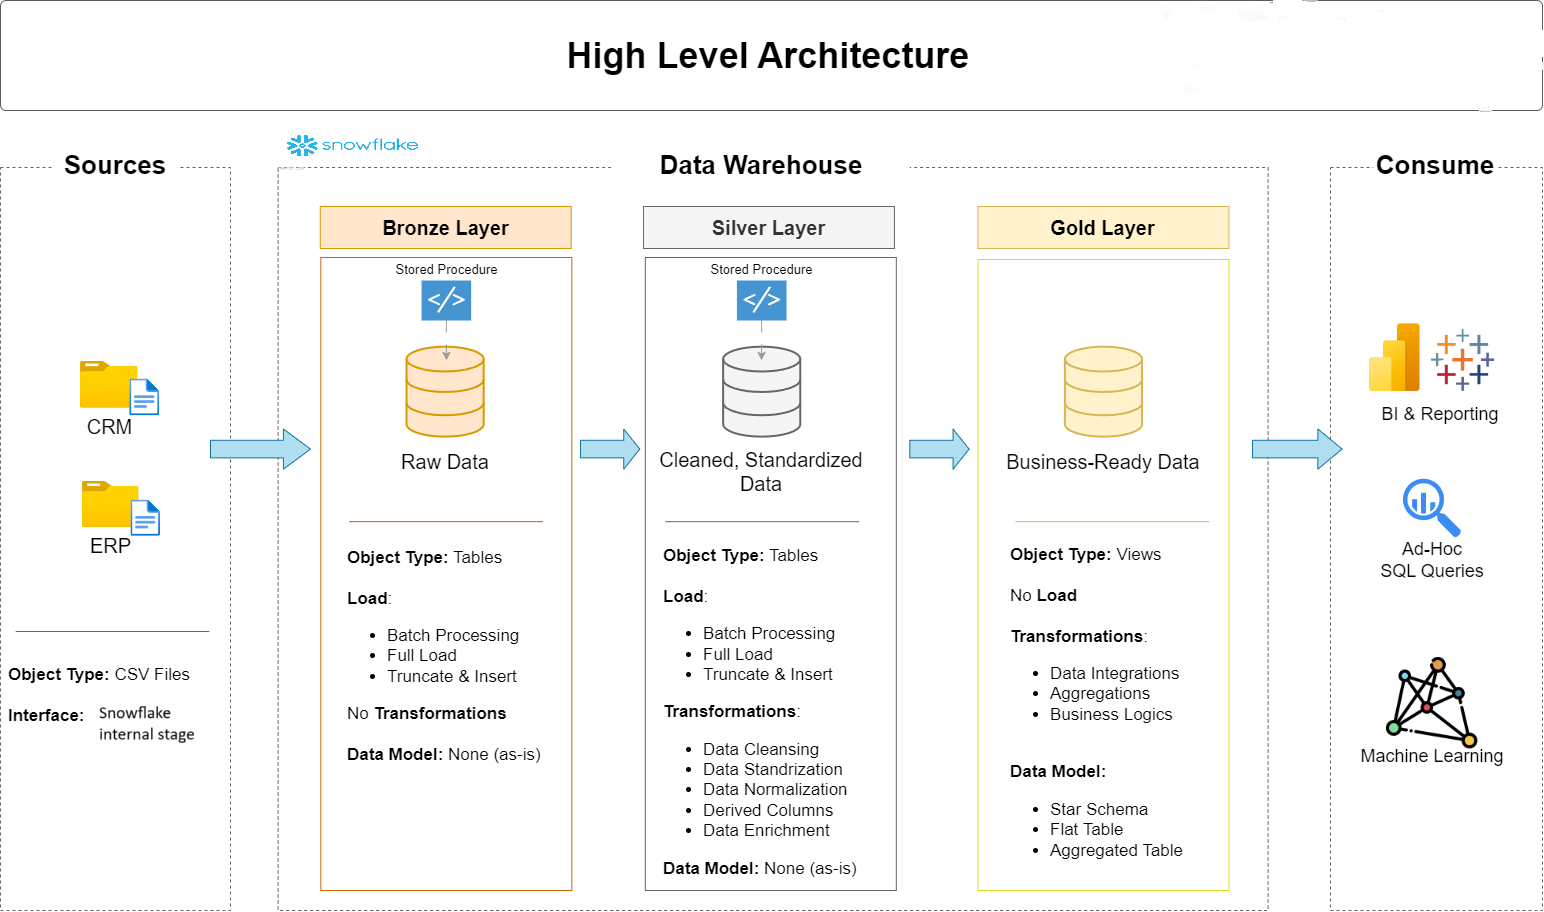 High Level Architecture
snowflake
Sources
Data Warehouse
Consume
CRM
ERP
Object Type: CSV Files
Interface: Snowflake
internal stage
Bronze Layer
Stored Procedure
</>
Raw Data
Object Type: Tables
Load:
• Batch Processing
• Full Load
• Truncate & Insert
No Transformations
Data Model: None (as-is)
Silver Layer
Stored Procedure
</>
Cleaned, Standardized
Data
Object Type: Tables
Load:
• Batch Processing
• Full Load
• Truncate & Insert
Transformations:
• Data Cleansing
• Data Standrization
• Data Normalization
• Derived Columns
• Data Enrichment
Data Model: None (as-is)
Gold Layer
Business-Ready Data
Object Type: Views
No Load
Transformations:
• Data Integrations
• Aggregations
• Business Logics
Data Model:
• Star Schema
• Flat Table
• Aggregated Table
BI & Reporting
Ad-Hoc
SQL Queries
Machine Learning